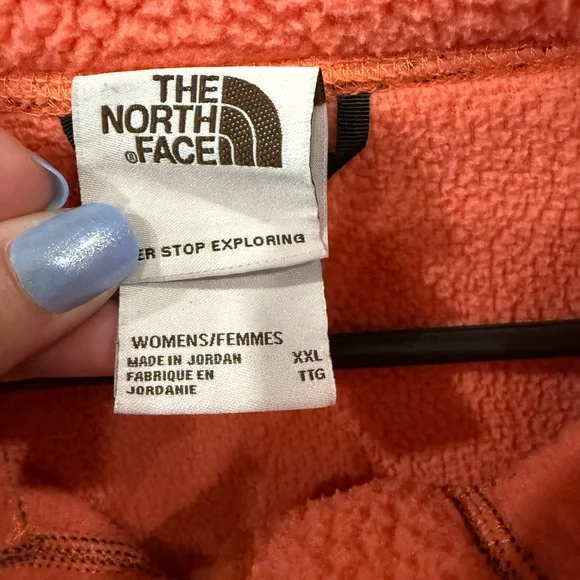 THE
NORTH
®FACE
ER STOP EXPLORING
WOMENS/FEMMES
MADE IN JORDAN XXL
FABRIQUE EN TTG
JORDANIE